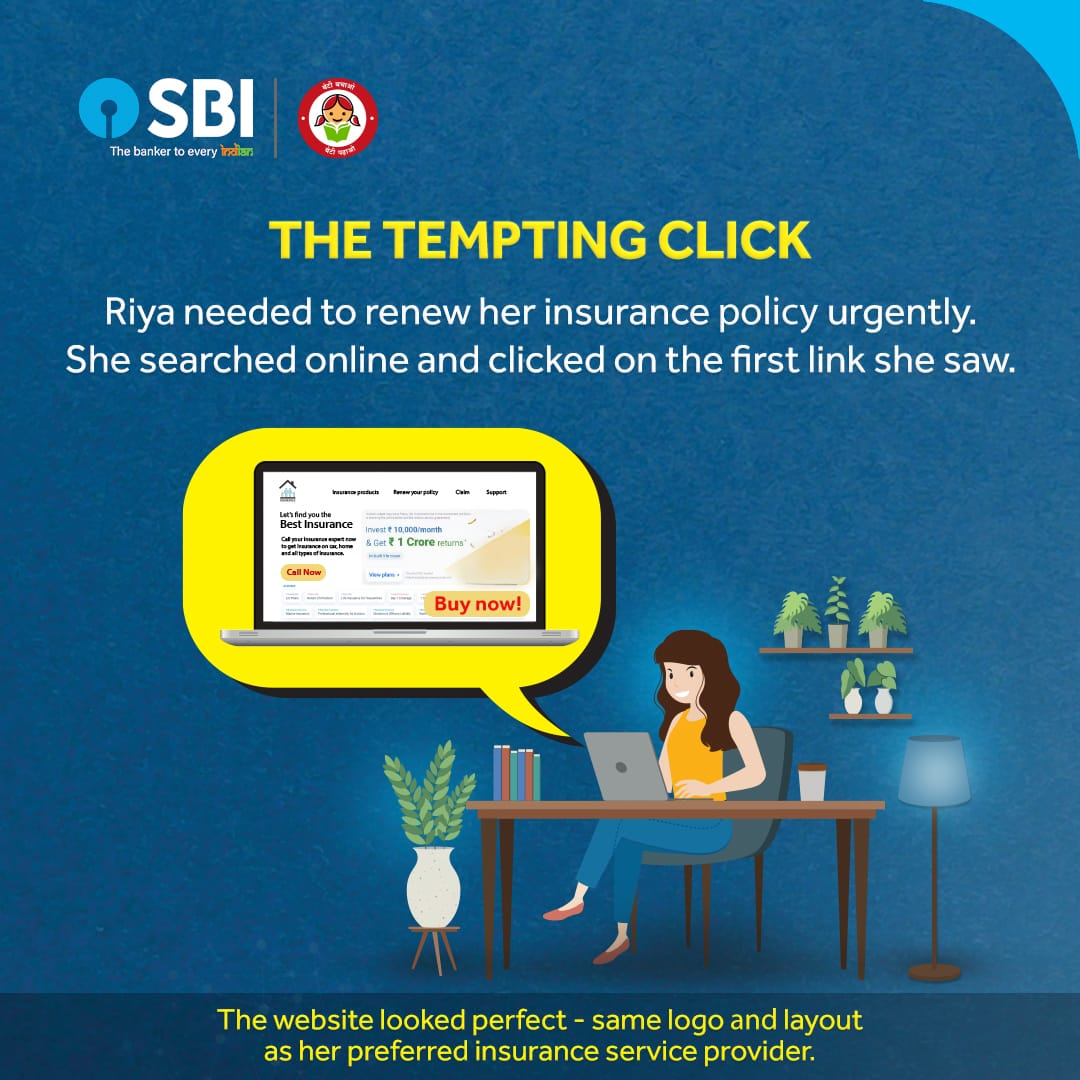 SBI
The banker to every indian
बेटी बचाओ
बेटी पढ़ाओ
THE TEMPTING CLICK
Riya needed to renew her insurance policy urgently.
She searched online and clicked on the first link she saw.
Insurance products Renew your policy Claim Support
Let's find you the
Best Insurance
Call your insurance expert now
to get insurance on car, home
and all types of insurance.
Call Now
Invest ₹ 10,000/month
& Get ₹ 1 Crore returns*
View plans
Buy now!
The website looked perfect - same logo and layout
as her preferred insurance service provider.